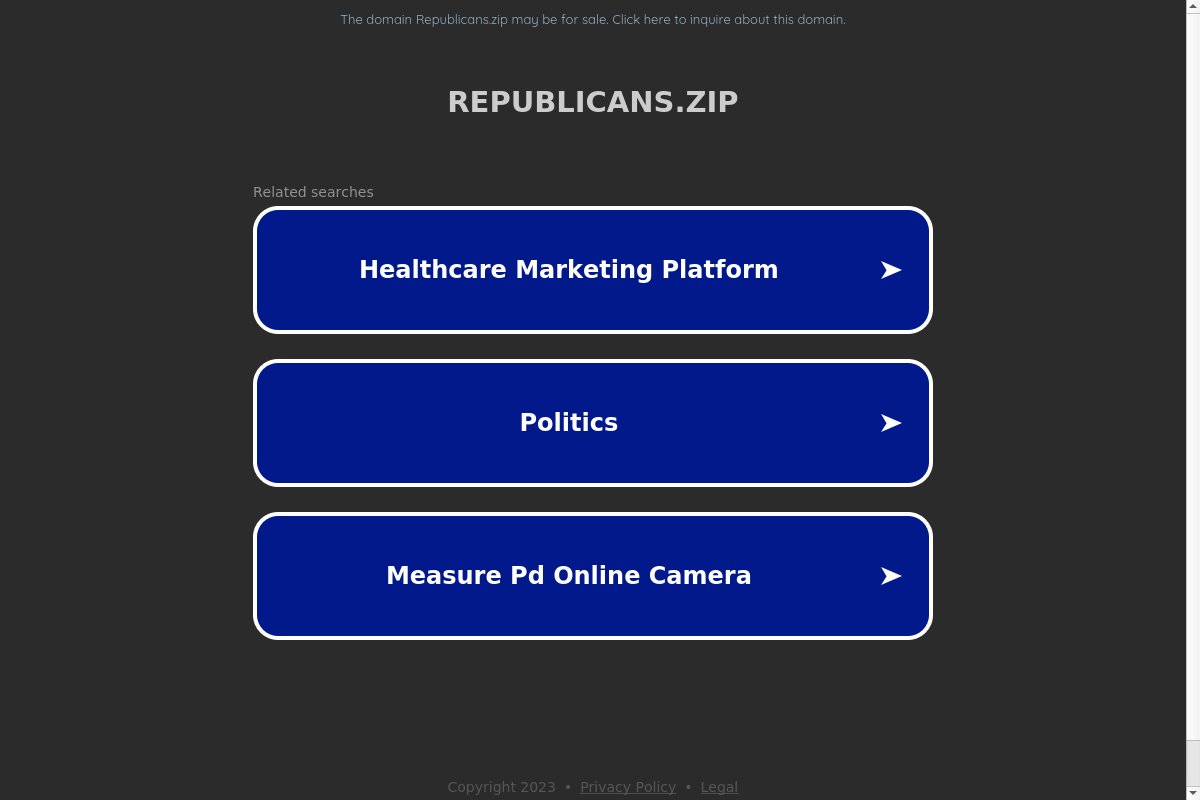 The domain Republicans.zip may be for sale. Click here to inquire about this domain.
REPUBLICANS.ZIP
Related searches
Healthcare Marketing Platform
Politics
Measure Pd Online Camera
Copyright 2023 • Privacy Policy • Legal